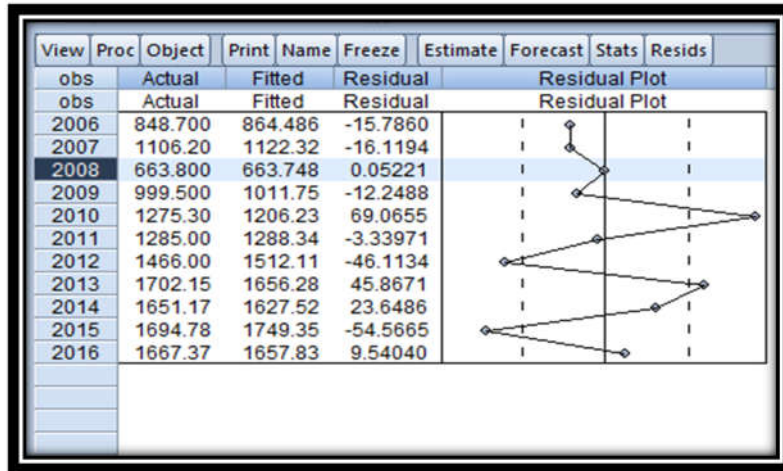 View Proc Object Print Name Freeze Estimate Forecast Stats Resids
obs Actual Fitted Residual Residual Plot
obs Actual Fitted Residual Residual Plot
2006 848.700 864.486 -15.7860
2007 1106.20 1122.32 -16.1194
2008 663.800 663.748 0.05221
2009 999.500 1011.75 -12.2488
2010 1275.30 1206.23 69.0655
2011 1285.00 1288.34 -3.33971
2012 1466.00 1512.11 -46.1134
2013 1702.15 1656.28 45.8671
2014 1651.17 1627.52 23.6486
2015 1694.78 1749.35 -54.5665
2016 1667.37 1657.83 9.54040